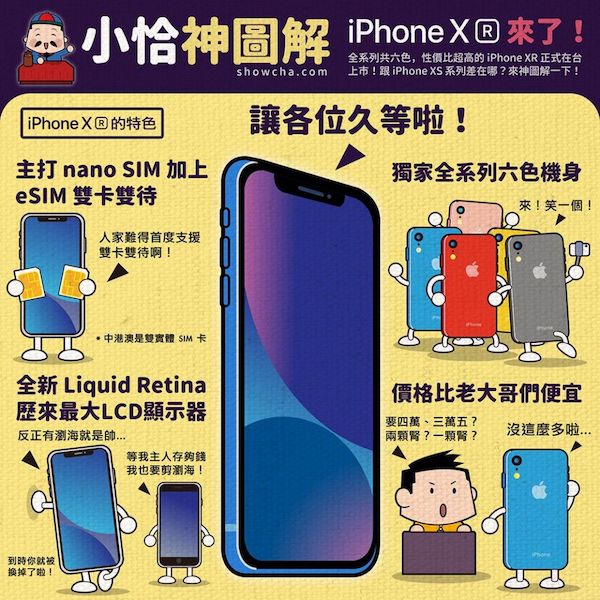 小恰神圖解
showcha.com
iPhone X R 來了！
全系列共六色，性價比超高的 iPhone XR 正式在台
上市！跟 iPhone XS 系列差在哪？來神圖解一下！
iPhone X R 的特色
讓各位久等啦！
主打 nano SIM 加上
eSIM 雙卡雙待
人家難得首度支援
雙卡雙待啊！
* 中港澳是雙實體 SIM 卡
獨家全系列六色機身
來！笑一個！
iPhone
全新 Liquid Retina
歷來最大LCD顯示器
反正有瀏海就是帥...
等我主人存夠錢
我也要剪瀏海！
到時你就被
換掉了啦！
價格比老大哥們便宜
要四萬、三萬五？
兩顆腎？一顆腎？
沒這麼多啦...
iPhone